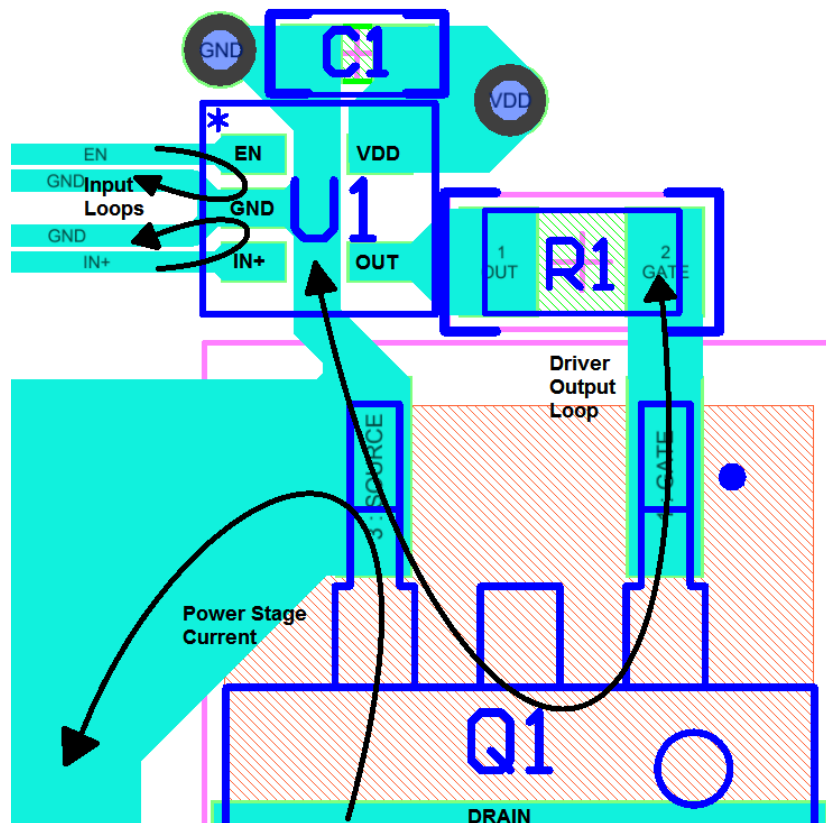 C1
GND
VDD
*
EN
EN
VDD
GND
Input
Loops
GND
U1
GND
IN+
IN+
OUT
1
OUT
R1
2
GATE
Driver
Output
Loop
3 : SOURCE
1 : GATE
Power Stage
Current
Q1
DRAIN